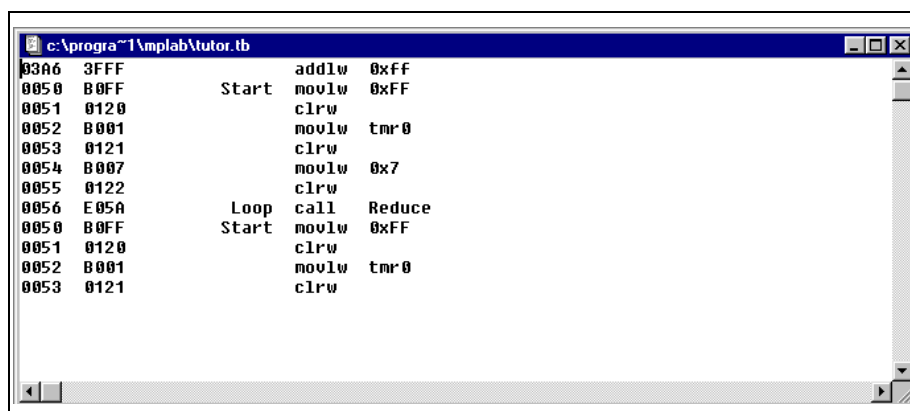 c:\progra~1\mplab\tutor.tb
03A6 3FFF addlw 0xff
0050 B0FF Start movlw 0xFF
0051 0120 clrw
0052 B001 movlw tmr0
0053 0121 clrw
0054 B007 movlw 0x7
0055 0122 clrw
0056 E05A Loop call Reduce
0050 B0FF Start movlw 0xFF
0051 0120 clrw
0052 B001 movlw tmr0
0053 0121 clrw